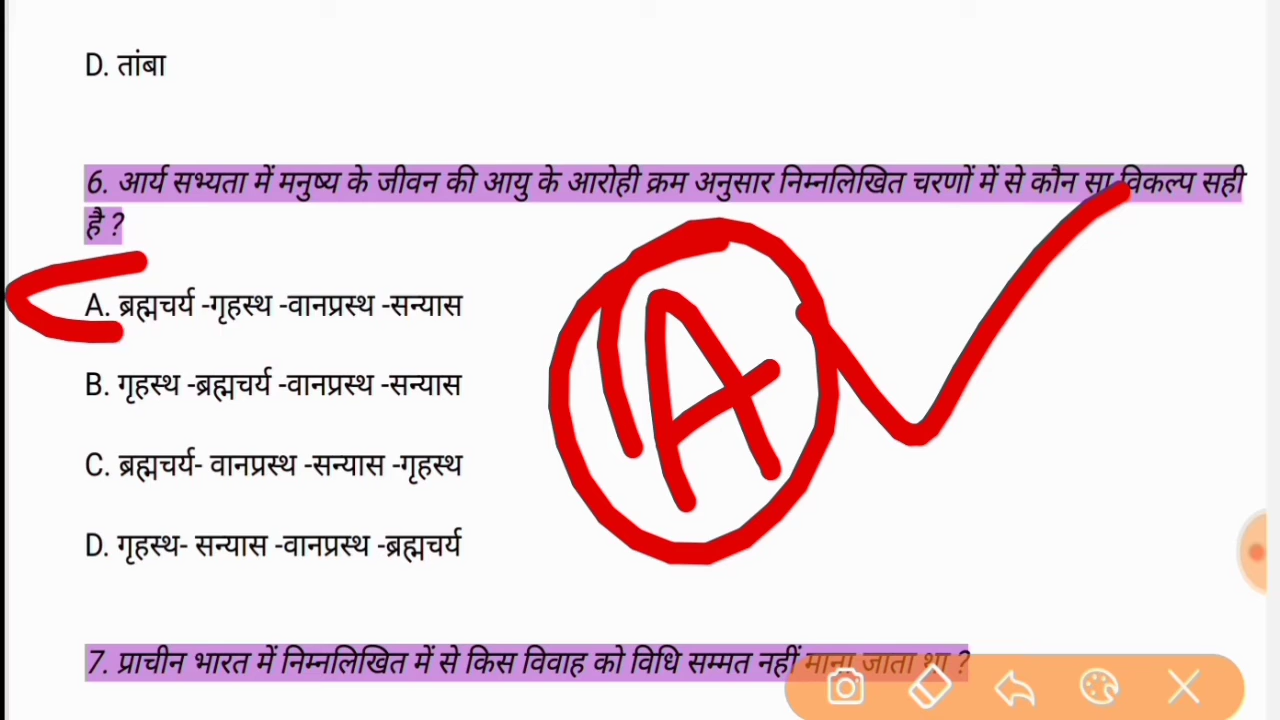 D. तांबा
6. आर्य सभ्यता में मनुष्य के जीवन की आयु के आरोही क्रम अनुसार निम्नलिखित चरणों में से कौन सा विकल्प सही
है ?
A. ब्रह्मचर्य -गृहस्थ -वानप्रस्थ -सन्यास
A
B. गृहस्थ -ब्रह्मचर्य -वानप्रस्थ -सन्यास
C. ब्रह्मचर्य- वानप्रस्थ -सन्यास -गृहस्थ
D. गृहस्थ- सन्यास -वानप्रस्थ -ब्रह्मचर्य
7. प्राचीन भारत में निम्नलिखित में से किस विवाह को विधि सम्मत नहीं माना जाता था ?